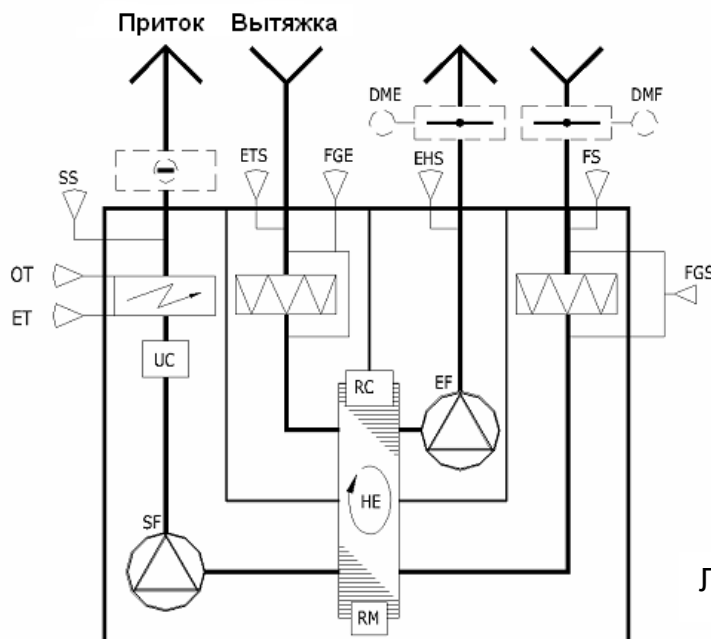 Приток Вытяжка
DME DMF
ETS FGE EHS FS
SS
OT
FGS
ET
UC
RC EF
HE
SF
RM